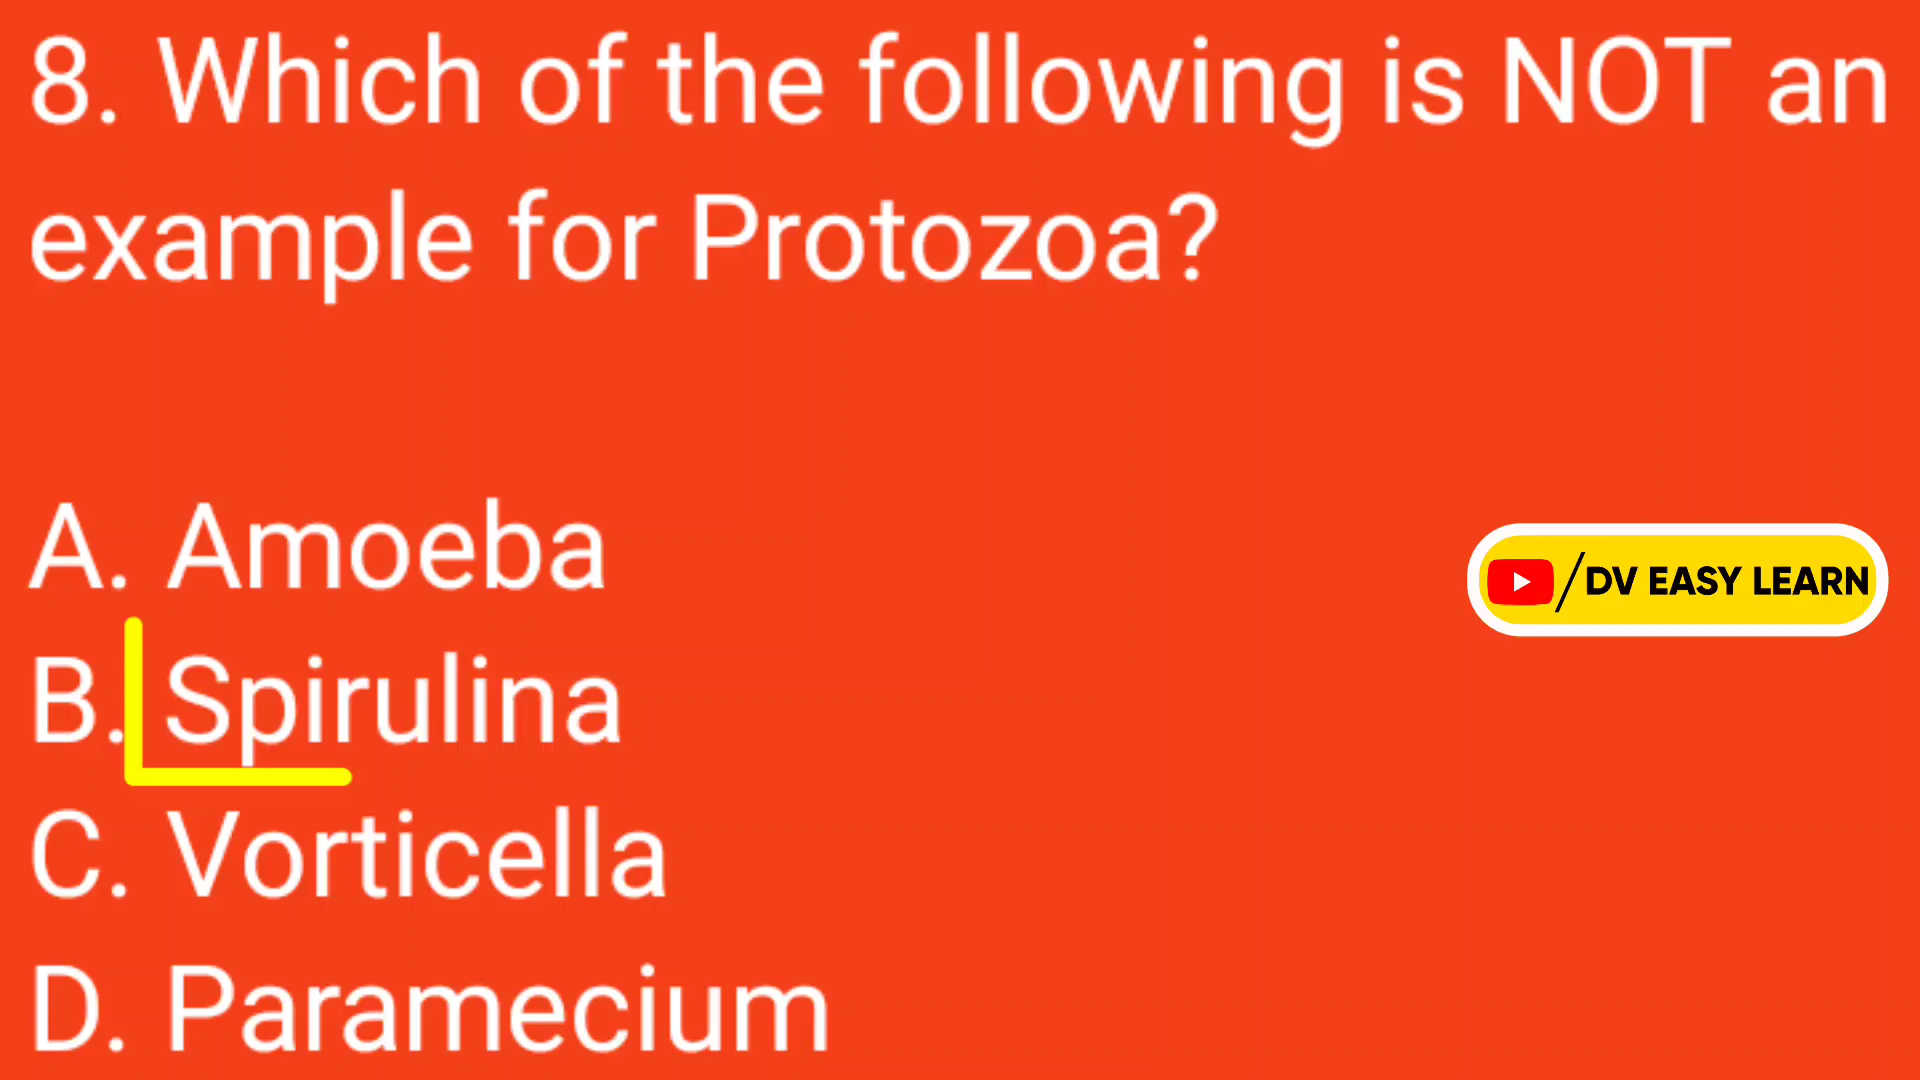 8. Which of the following is NOT an
example for Protozoa?
A. Amoeba
B. Spirulina
C. Vorticella
D. Paramecium
/DV EASY LEARN